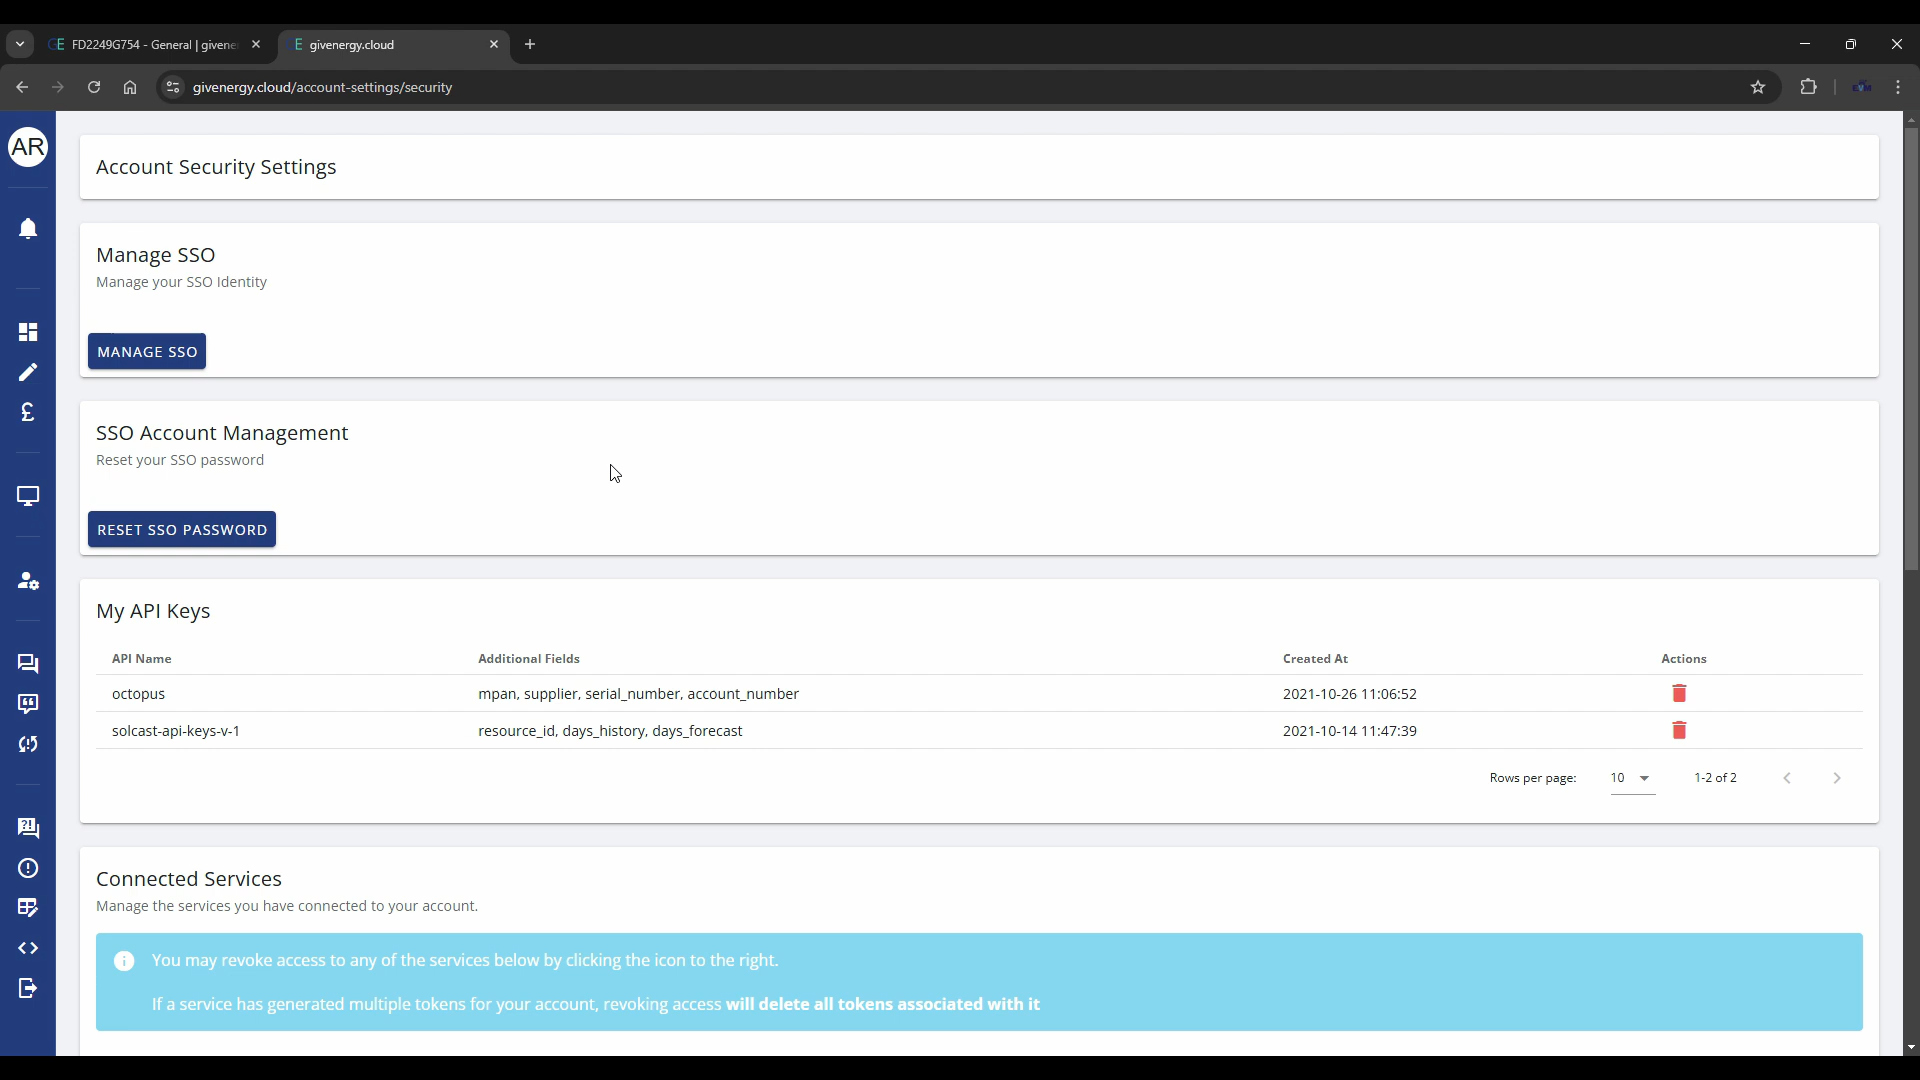 FD2249G754 - General | givene
givenergy.cloud
givenergy.cloud/account-settings/security
AR
Account Security Settings
Manage SSO
Manage your SSO Identity
MANAGE SSO
SSO Account Management
Reset your SSO password
RESET SSO PASSWORD
My API Keys
API Name Additional Fields Created At Actions
octopus mpan, supplier, serial_number, account_number 2021-10-26 11:06:52
solcast-api-keys-v-1 resource_id, days_history, days_forecast 2021-10-14 11:47:39
Rows per page: 10 1-2 of 2
Connected Services
Manage the services you have connected to your account.
You may revoke access to any of the services below by clicking the icon to the right.
If a service has generated multiple tokens for your account, revoking access will delete all tokens associated with it